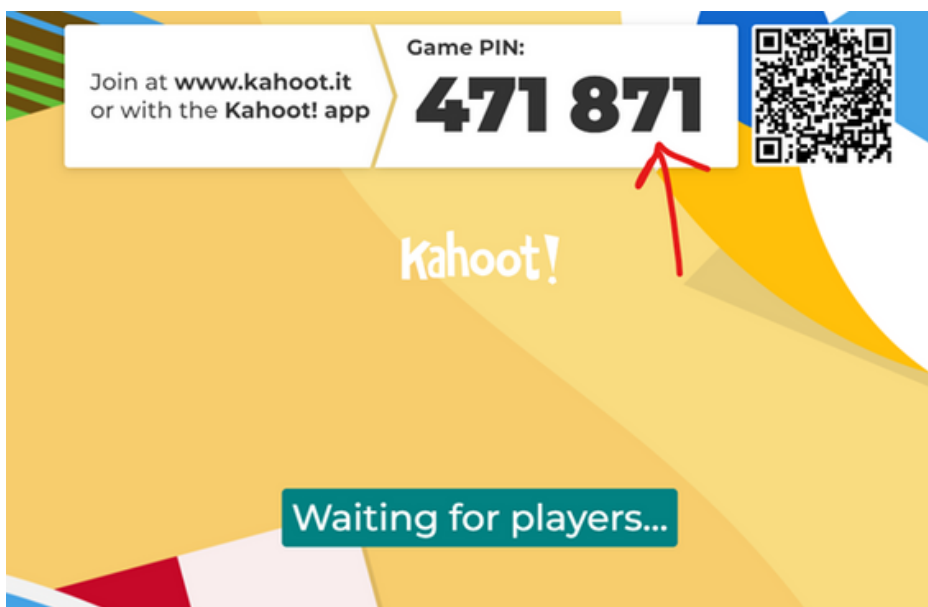 Join at www.kahoot.it
or with the Kahoot! app
Game PIN:
471 871
Kahoot!
Waiting for players...